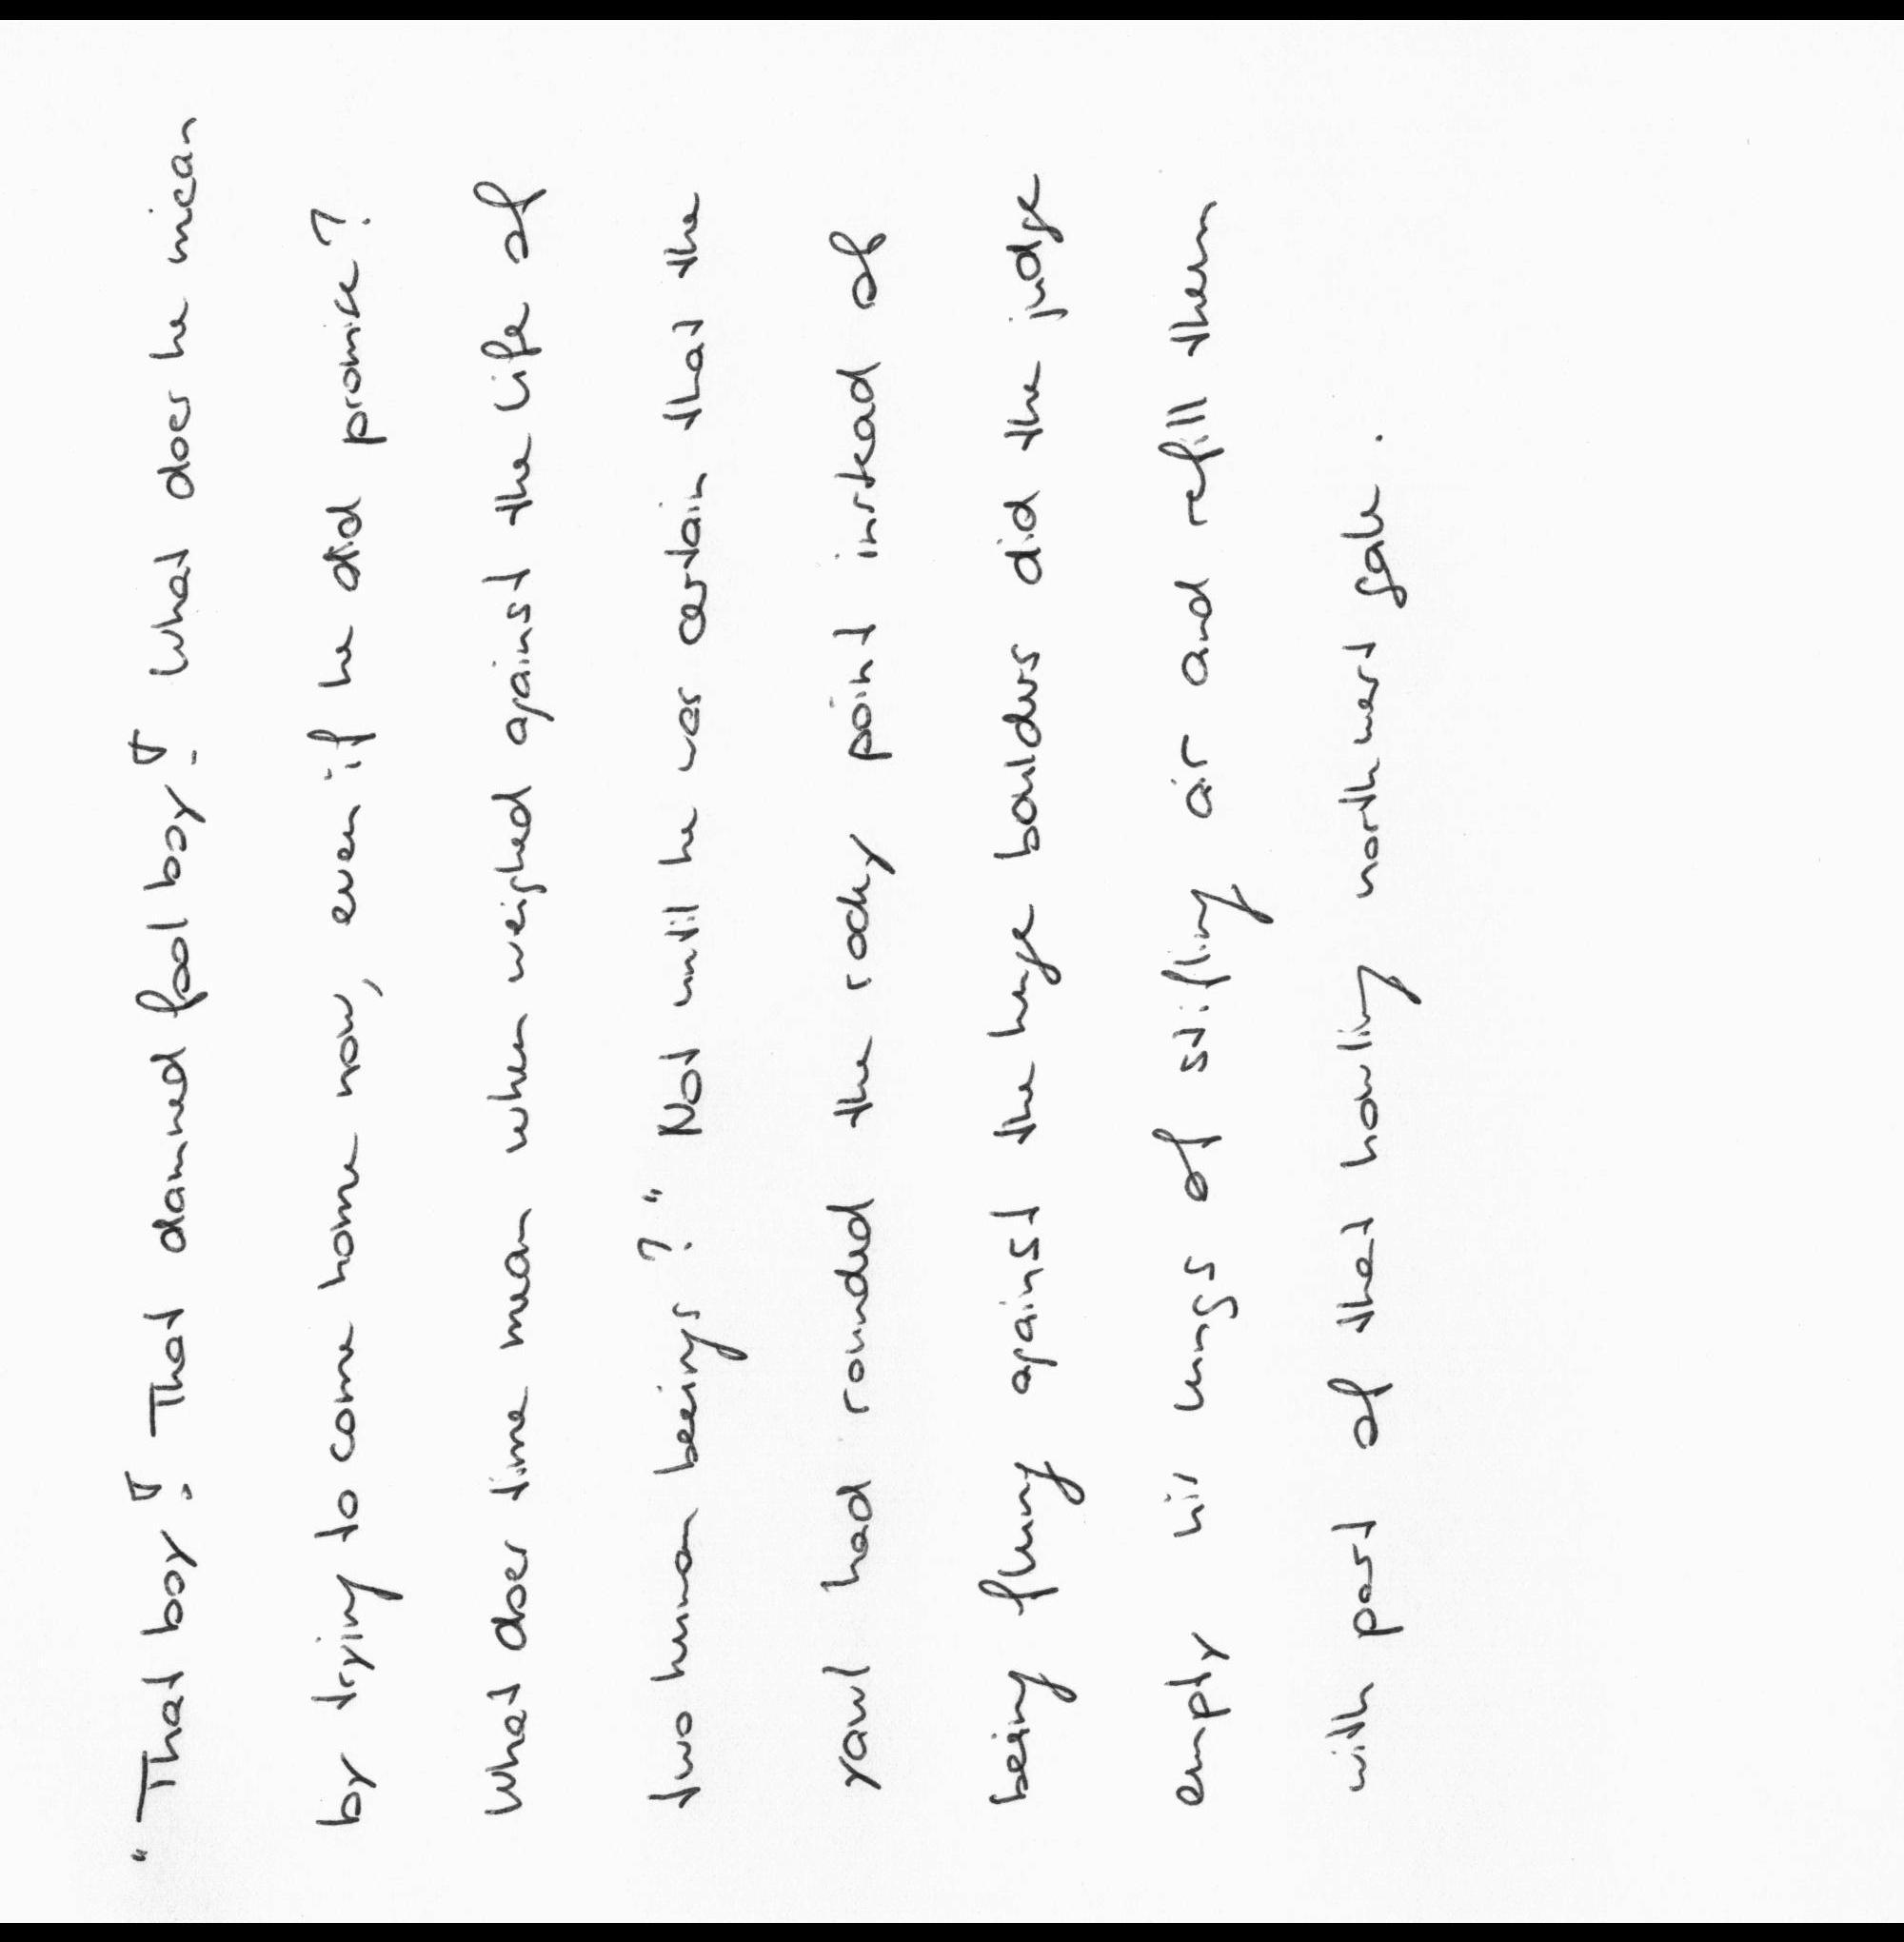 "That boy! That damned fool boy! What does he mean
by trying to come home now, even if he did promise?
What does time mean when weighed against the life of
two human beings?" Not until he was certain that the
yawl had rounded the rocky point instead of
being flung against the huge boulders did the judge
empty his lungs of stifling air and refill them
with part of that howling northwest gale.